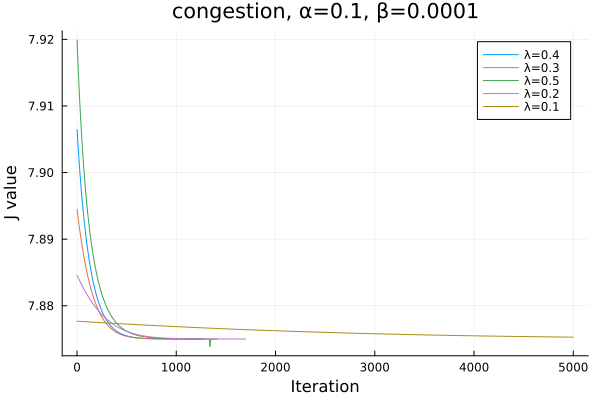 congestion, α=0.1, β=0.0001
J value
7.92
7.91
7.90
7.89
7.88
λ=0.4
λ=0.3
λ=0.5
λ=0.2
λ=0.1
0 1000 2000 3000 4000 5000
Iteration